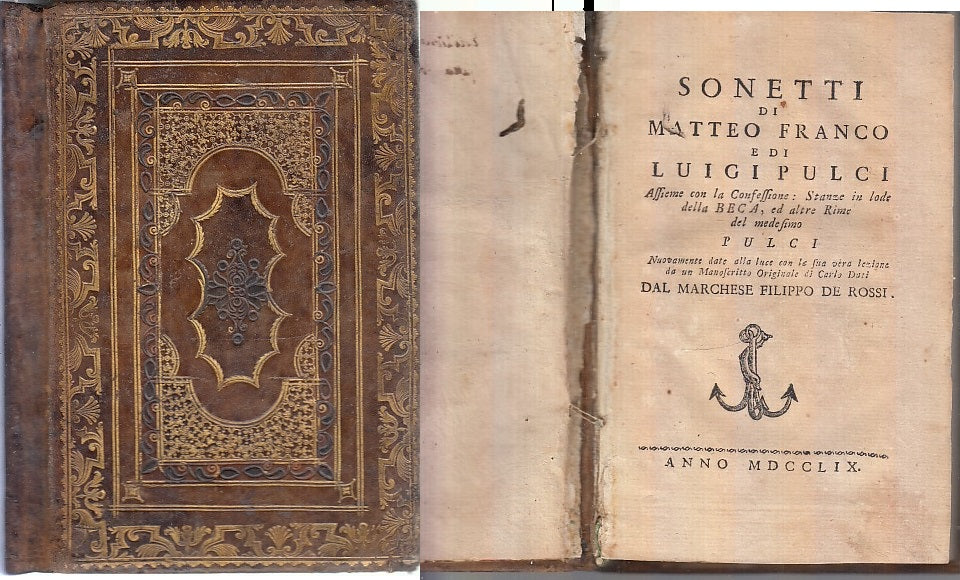 SONETTI
DI
MATTEO FRANCO
E DI
LUIGI PULCI
Aſſieme con la Confeſſione: Stanze in lode
della BECA, ed altre Rime
del medeſimo
PULCI
Nuovamente date alla luce con la ſua vera lezione
da un Manoſcritto Originale di Carlo Dati
DAL MARCHESE FILIPPO DE ROSSI.
ANNO MDCCLIX.